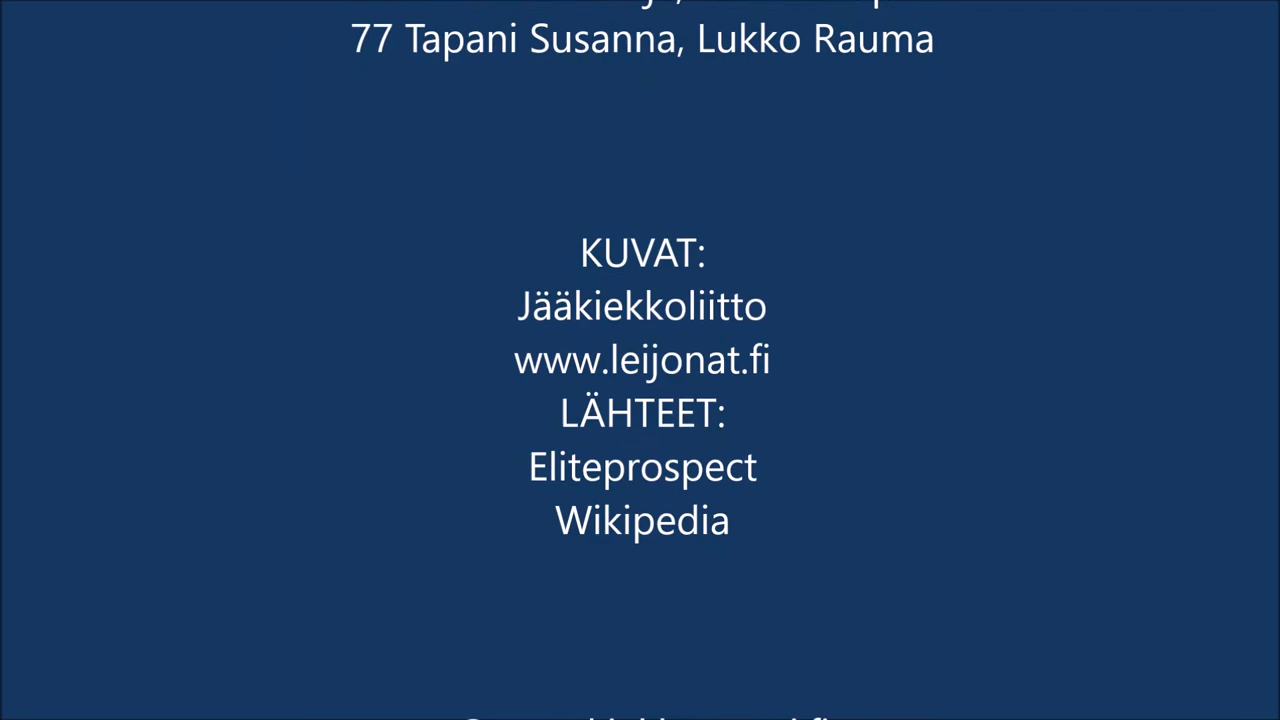 77 Tapani Susanna, Lukko Rauma
KUVAT:
Jääkiekkoliitto
www.leijonat.fi
LÄHTEET:
Eliteprospect
Wikipedia